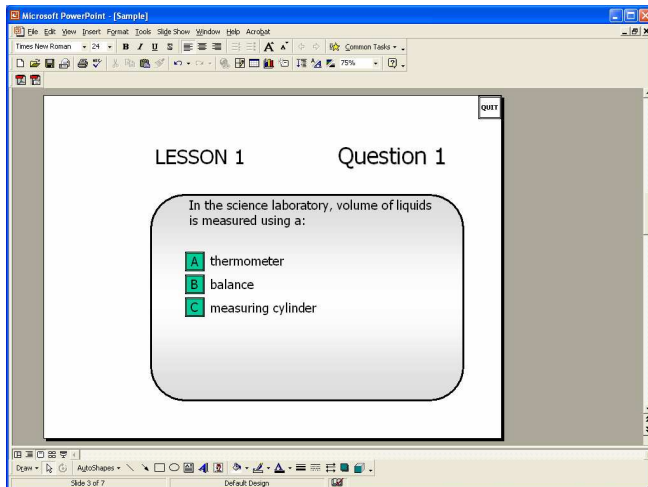 Microsoft PowerPoint - [Sample]
File Edit View Insert Format Tools Slide Show Window Help Acrobat
Times New Roman 24 B I U S A A Common Tasks
75%
QUIT
LESSON 1 Question 1
In the science laboratory, volume of liquids
is measured using a:
A thermometer
B balance
C measuring cylinder
Draw AutoShapes
Slide 3 of 7 Default Design